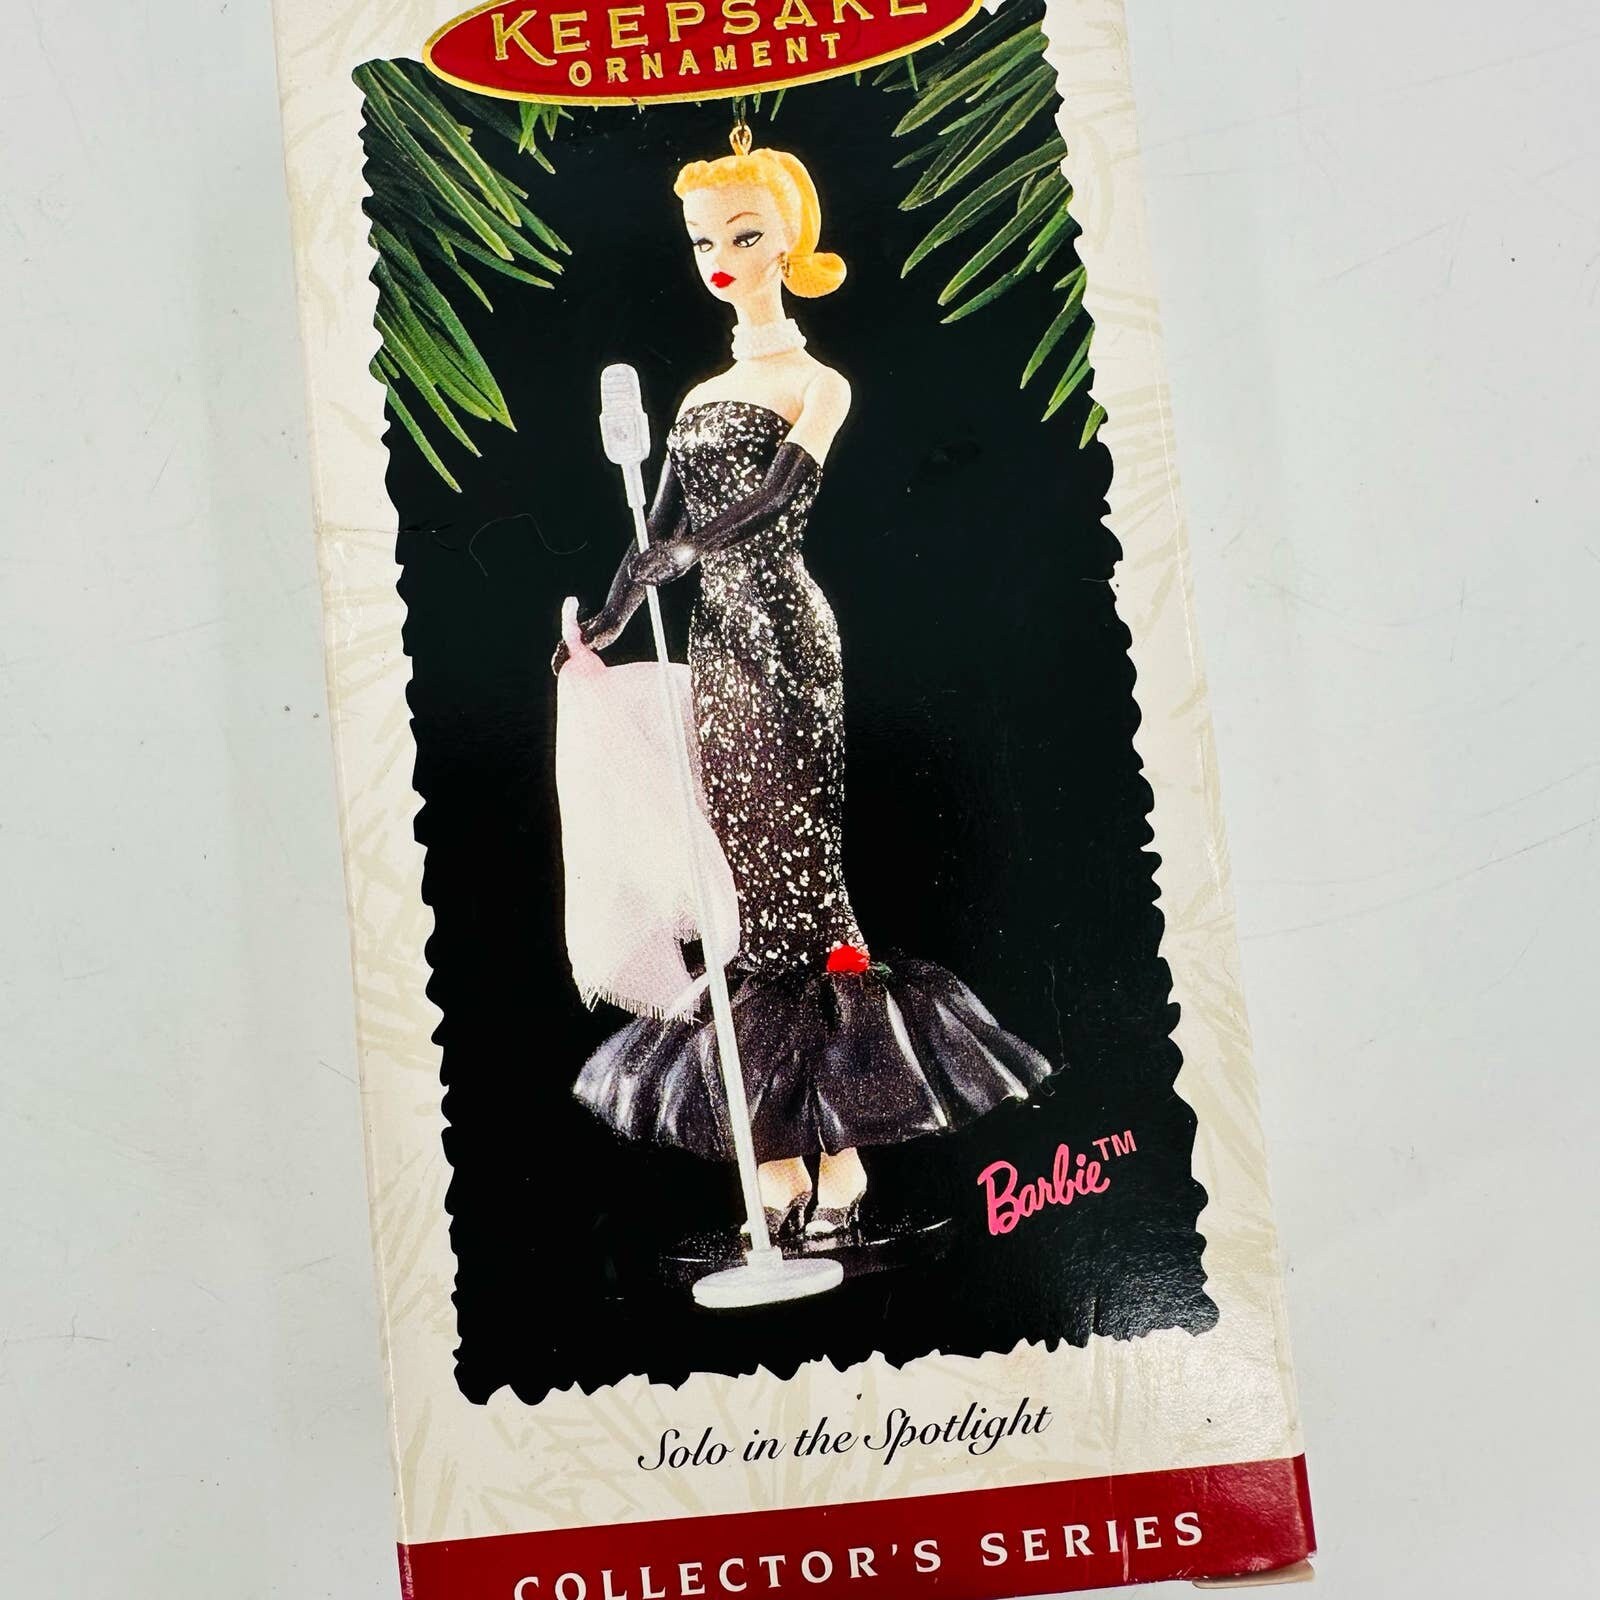 KEEPSAKE
ORNAMENT
Barbie™
Solo in the Spotlight
COLLECTOR'S SERIES